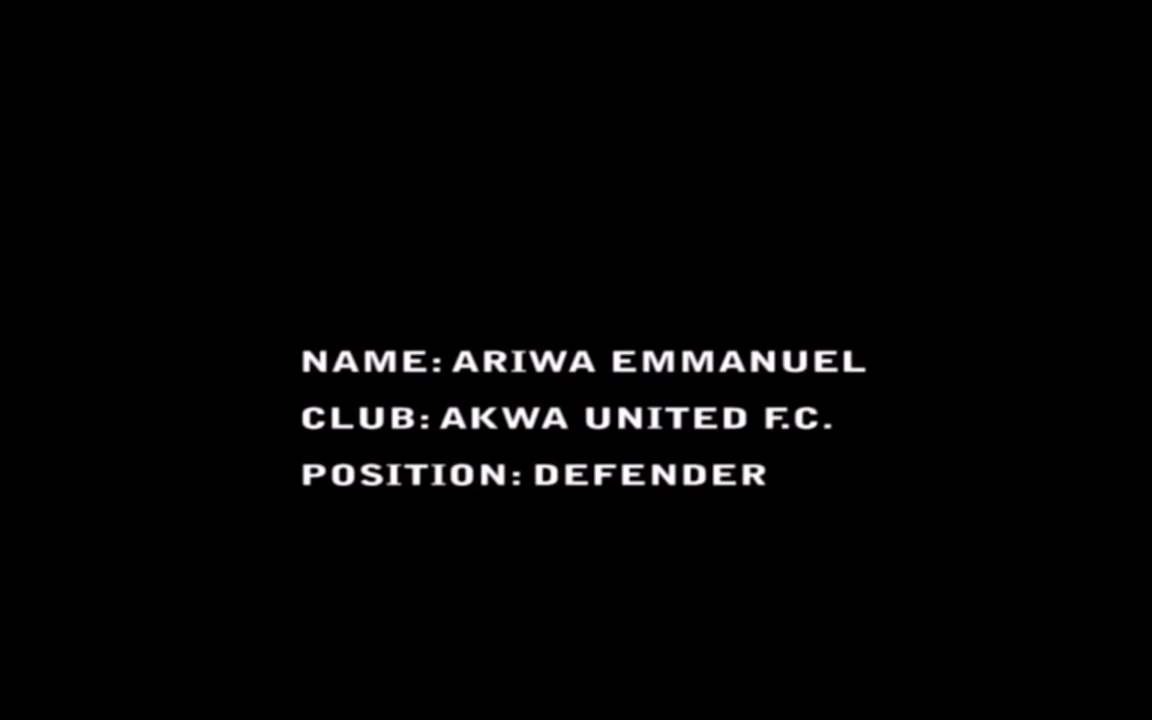 NAME: ARIWA EMMANUEL
CLUB: AKWA UNITED F.C.
POSITION: DEFENDER